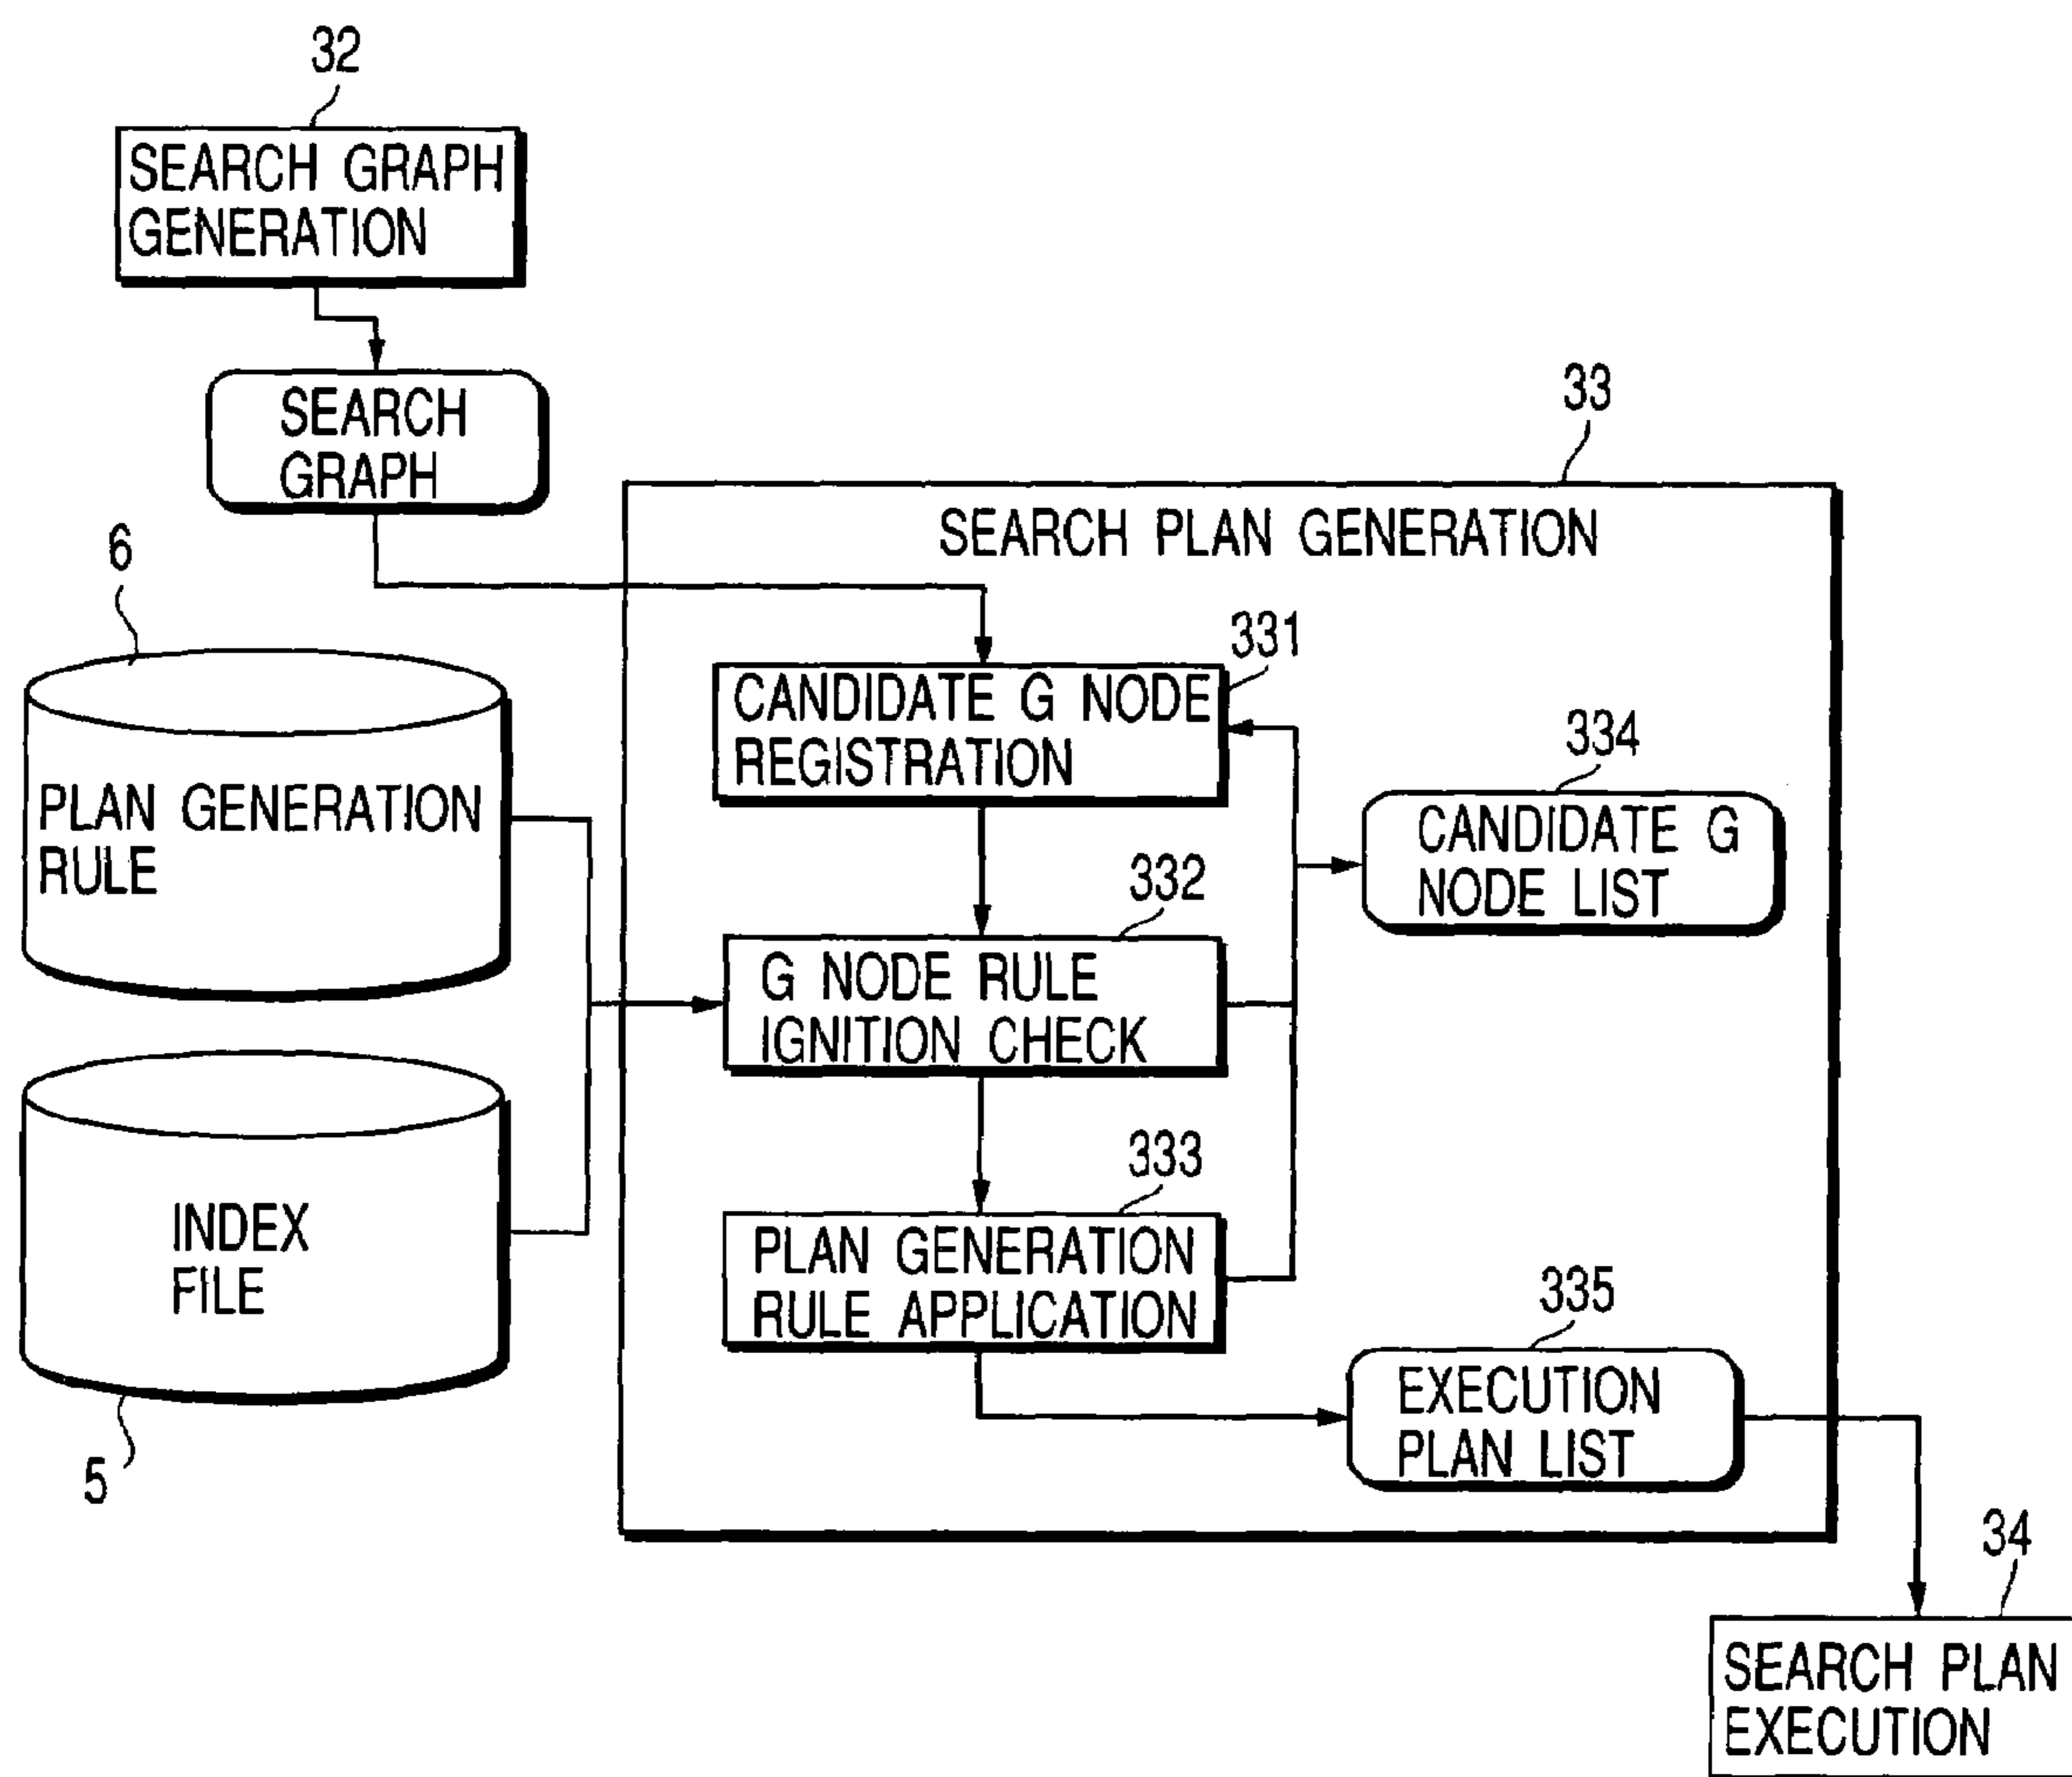 32
SEARCH GRAPH
GENERATION
SEARCH
GRAPH
33
SEARCH PLAN GENERATION
6
PLAN GENERATION
RULE
331
CANDIDATE G NODE
REGISTRATION
334
CANDIDATE G
NODE LIST
332
G NODE RULE
IGNITION CHECK
INDEX
FILE
5
333
PLAN GENERATION
RULE APPLICATION
335
EXECUTION
PLAN LIST
34
SEARCH PLAN
EXECUTION